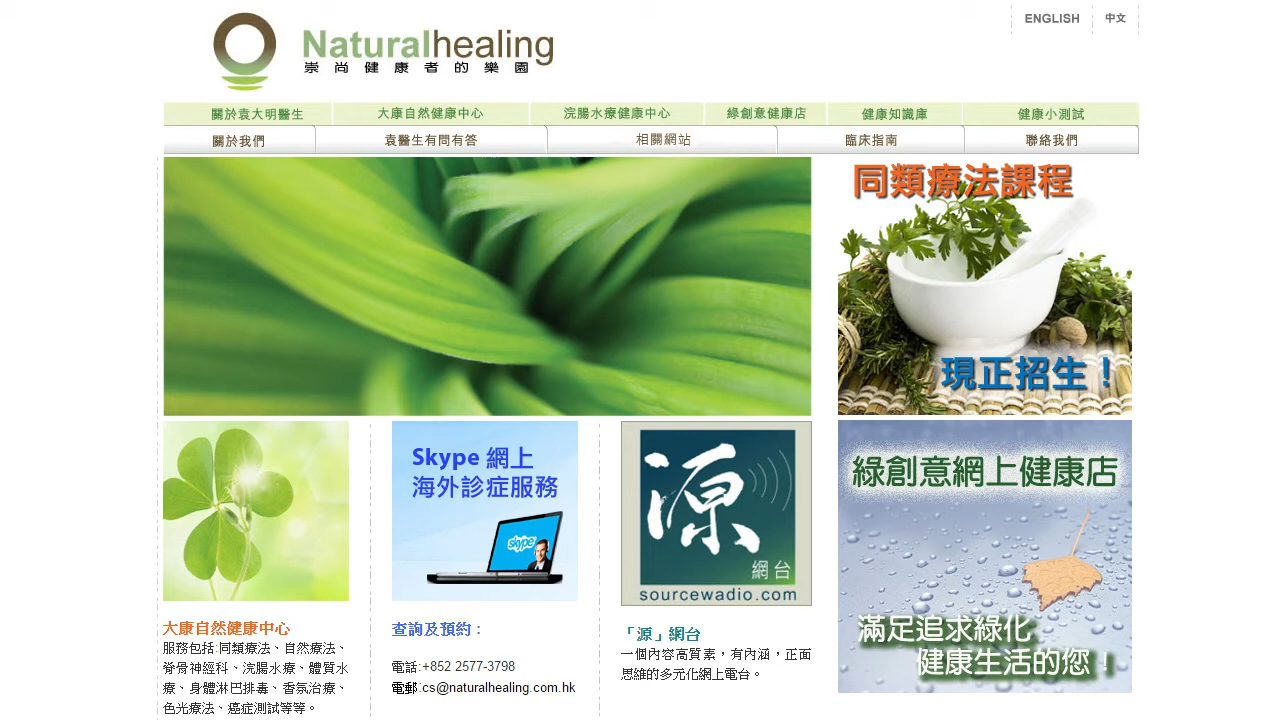 ENGLISH 中文
Naturalhealing
崇尚健康者的樂園
關於袁大明醫生 大康自然健康中心 浣腸水療健康中心 綠創意健康店 健康知識庫 健康小測試
關於我們 袁醫生有問有答 相關網站 臨床指南 聯絡我們
同類療法課程
現正招生！
Skype 網上
海外診症服務
skype
源
網台
sourcewadio.com
綠創意網上健康店
滿足追求綠化
健康生活的您！
大康自然健康中心
服務包括:同類療法、自然療法、
脊骨神經科、浣腸水療、體質水
療、身體淋巴排毒、香氛治療、
色光療法、癌症測試等等。
查詢及預約：
電話:+852 2577-3798
電郵:cs@naturalhealing.com.hk
「源」網台
一個內容高質素，有內涵，正面
思維的多元化網上電台。